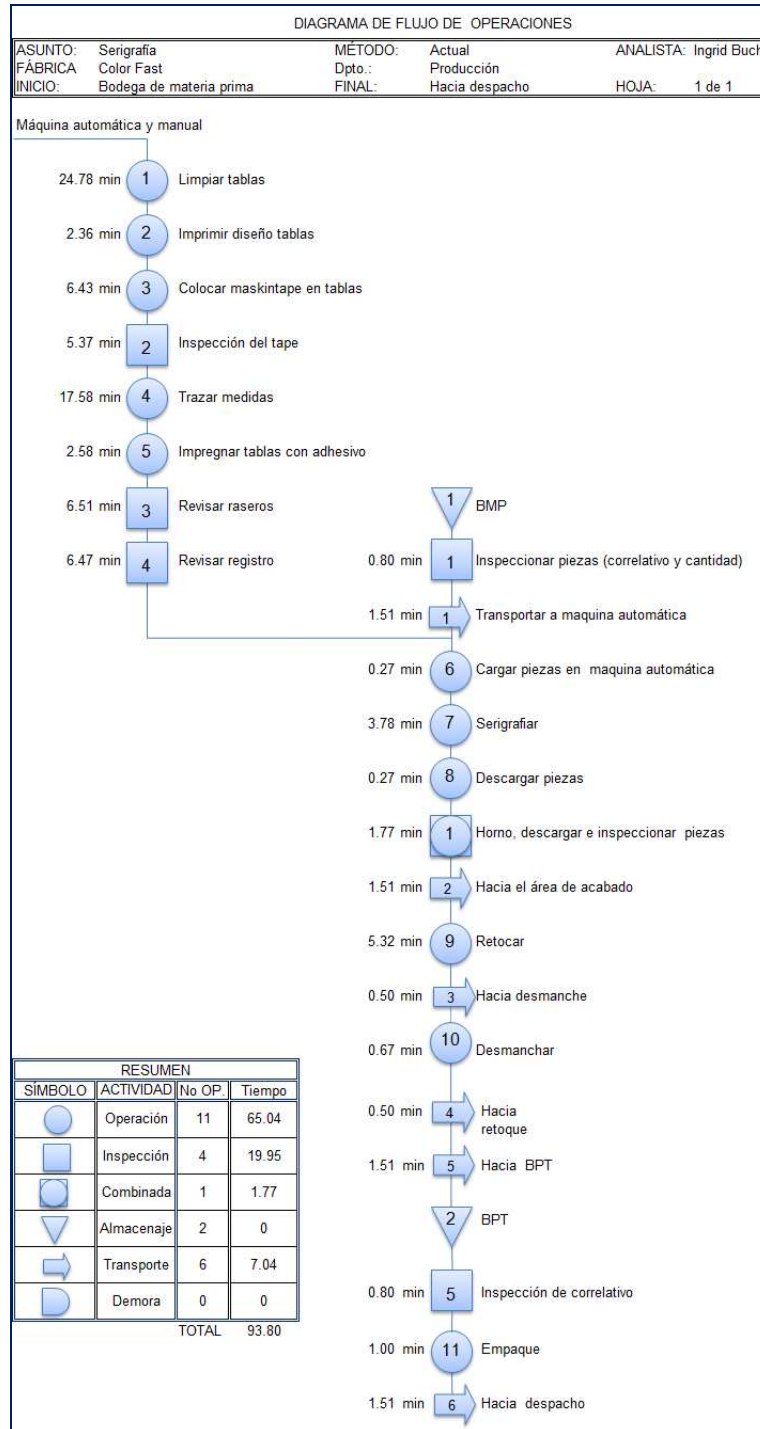 DIAGRAMA DE FLUJO DE OPERACIONES
ASUNTO: Serigrafía MÉTODO: Actual ANALISTA: Ingrid Buch
FÁBRICA Color Fast Dpto.: Producción
INICIO: Bodega de materia prima FINAL: Hacia despacho HOJA: 1 de 1
Máquina automática y manual
24.78 min 1 Limpiar tablas
2.36 min 2 Imprimir diseño tablas
6.43 min 3 Colocar maskintape en tablas
5.37 min 2 Inspección del tape
17.58 min 4 Trazar medidas
2.58 min 5 Impregnar tablas con adhesivo
6.51 min 3 Revisar raseros
6.47 min 4 Revisar registro
1 BMP
0.80 min 1 Inspeccionar piezas (correlativo y cantidad)
1.51 min 1 Transportar a maquina automática
0.27 min 6 Cargar piezas en maquina automática
3.78 min 7 Serigrafiar
0.27 min 8 Descargar piezas
1.77 min 1 Horno, descargar e inspeccionar piezas
1.51 min 2 Hacia el área de acabado
5.32 min 9 Retocar
0.50 min 3 Hacia desmanche
0.67 min 10 Desmanchar
0.50 min 4 Hacia
retoque
1.51 min 5 Hacia BPT
2 BPT
0.80 min 5 Inspección de correlativo
1.00 min 11 Empaque
1.51 min 6 Hacia despacho
RESUMEN
SÍMBOLO ACTIVIDAD No OP. Tiempo
Operación 11 65.04
Inspección 4 19.95
Combinada 1 1.77
Almacenaje 2 0
Transporte 6 7.04
Demora 0 0
TOTAL 93.80